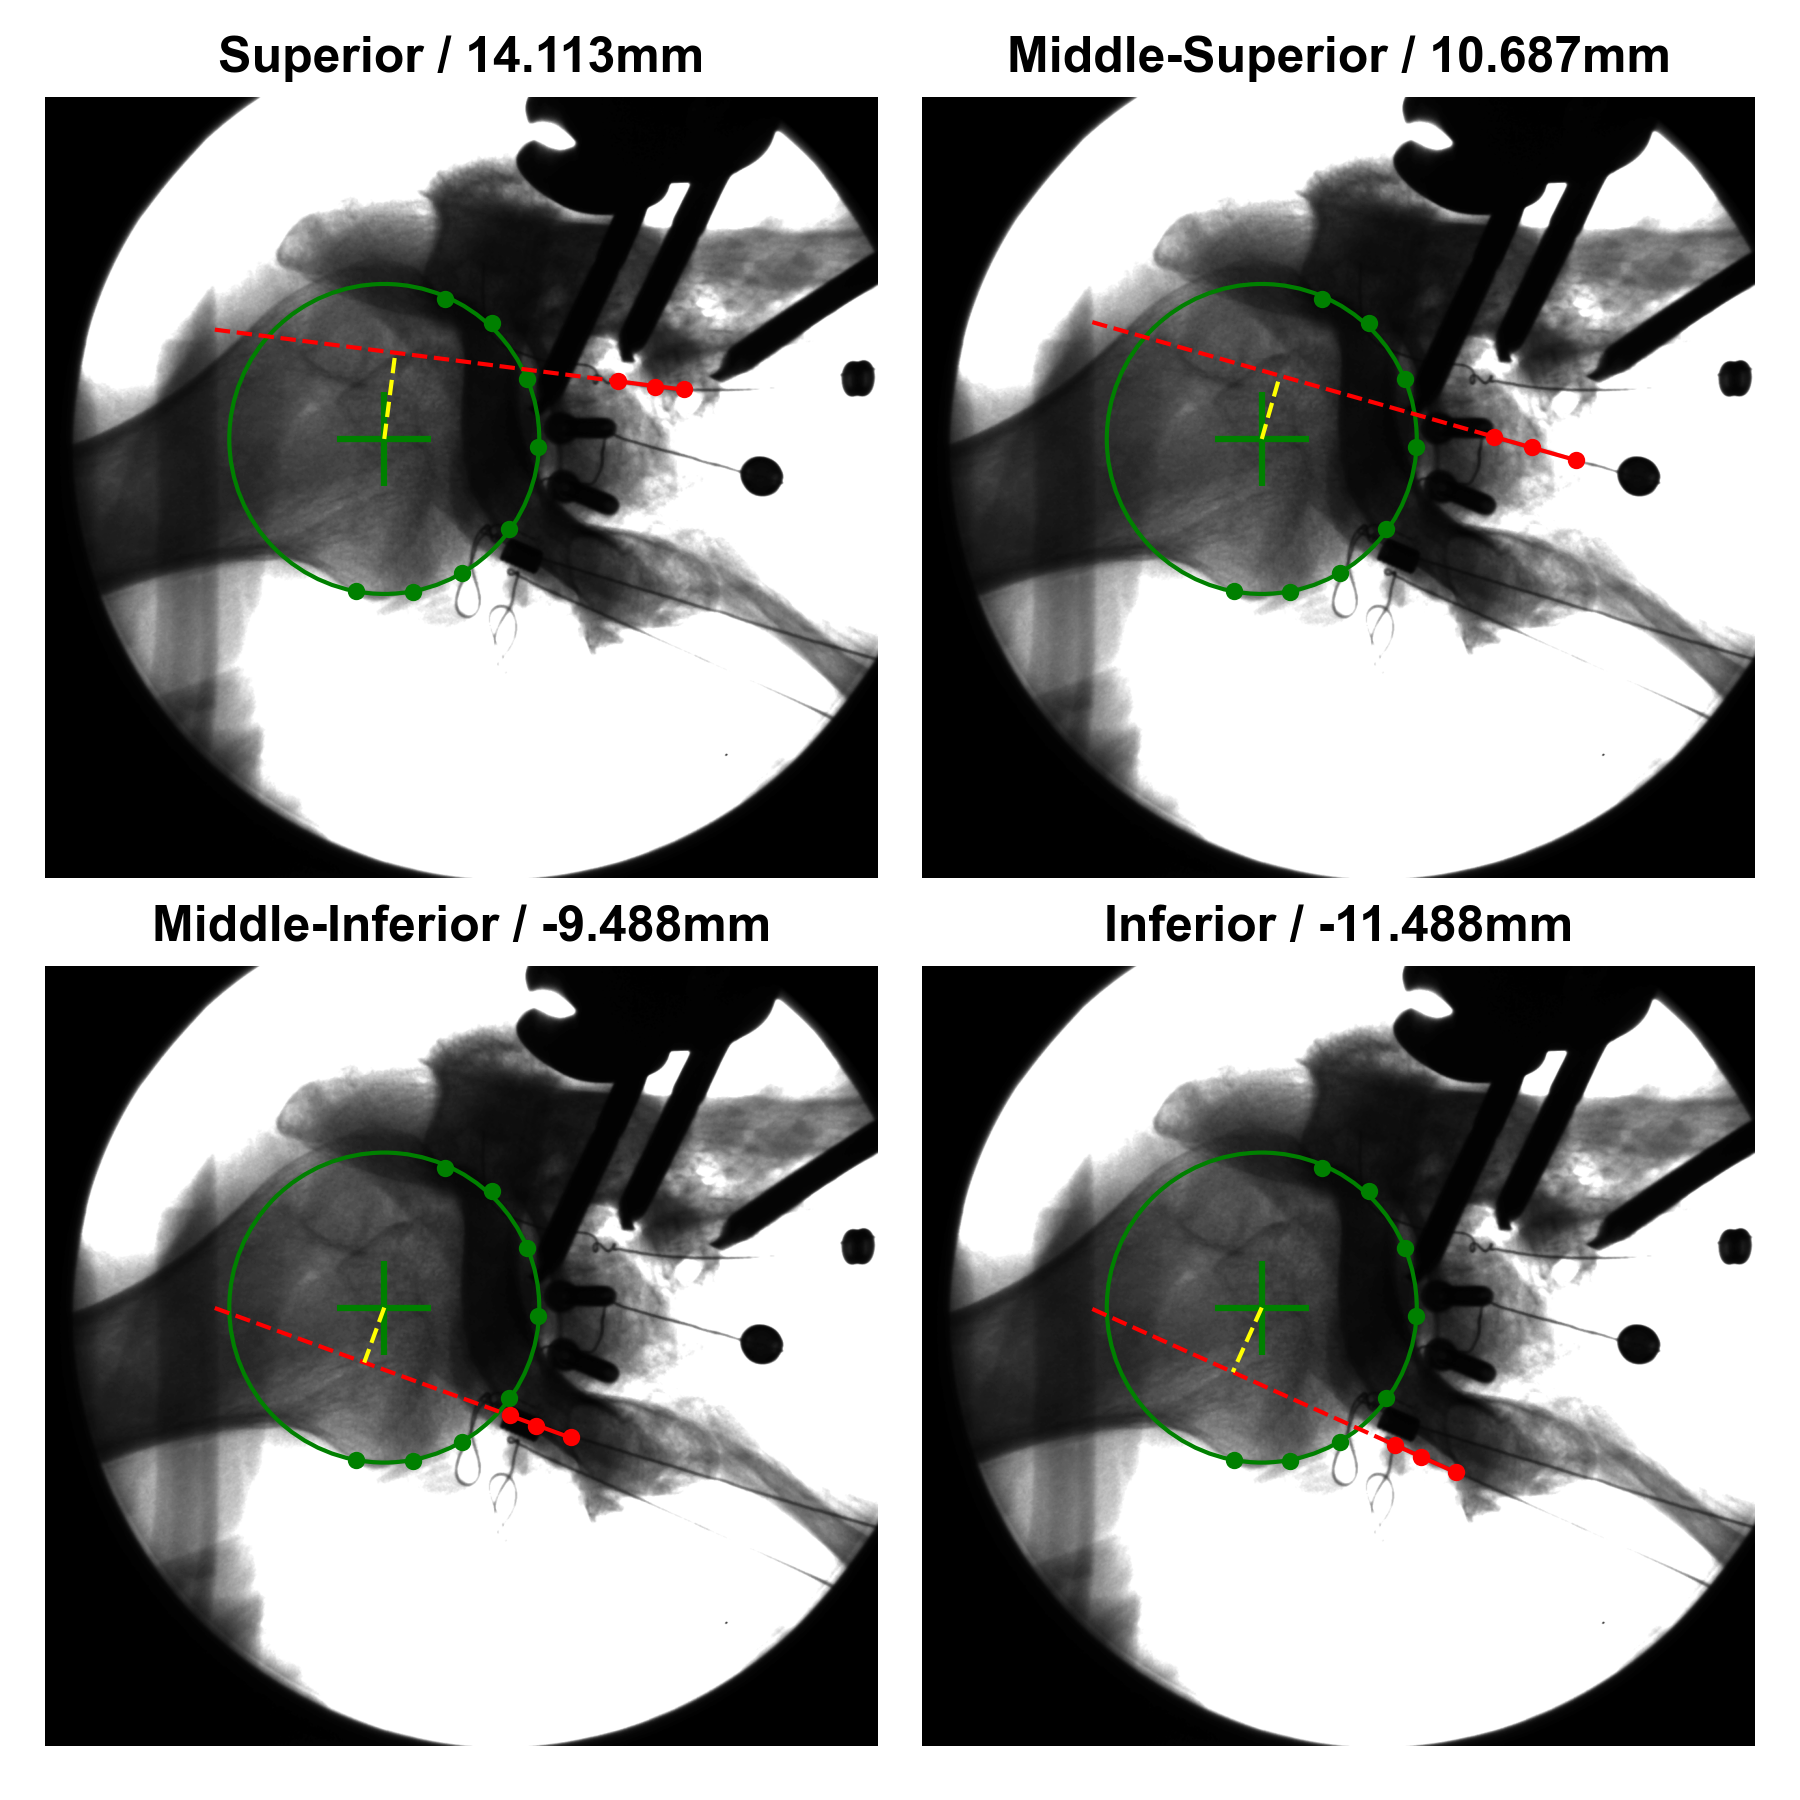 Superior / 14.113mm
Middle-Superior / 10.687mm
Middle-Inferior / -9.488mm
Inferior / -11.488mm